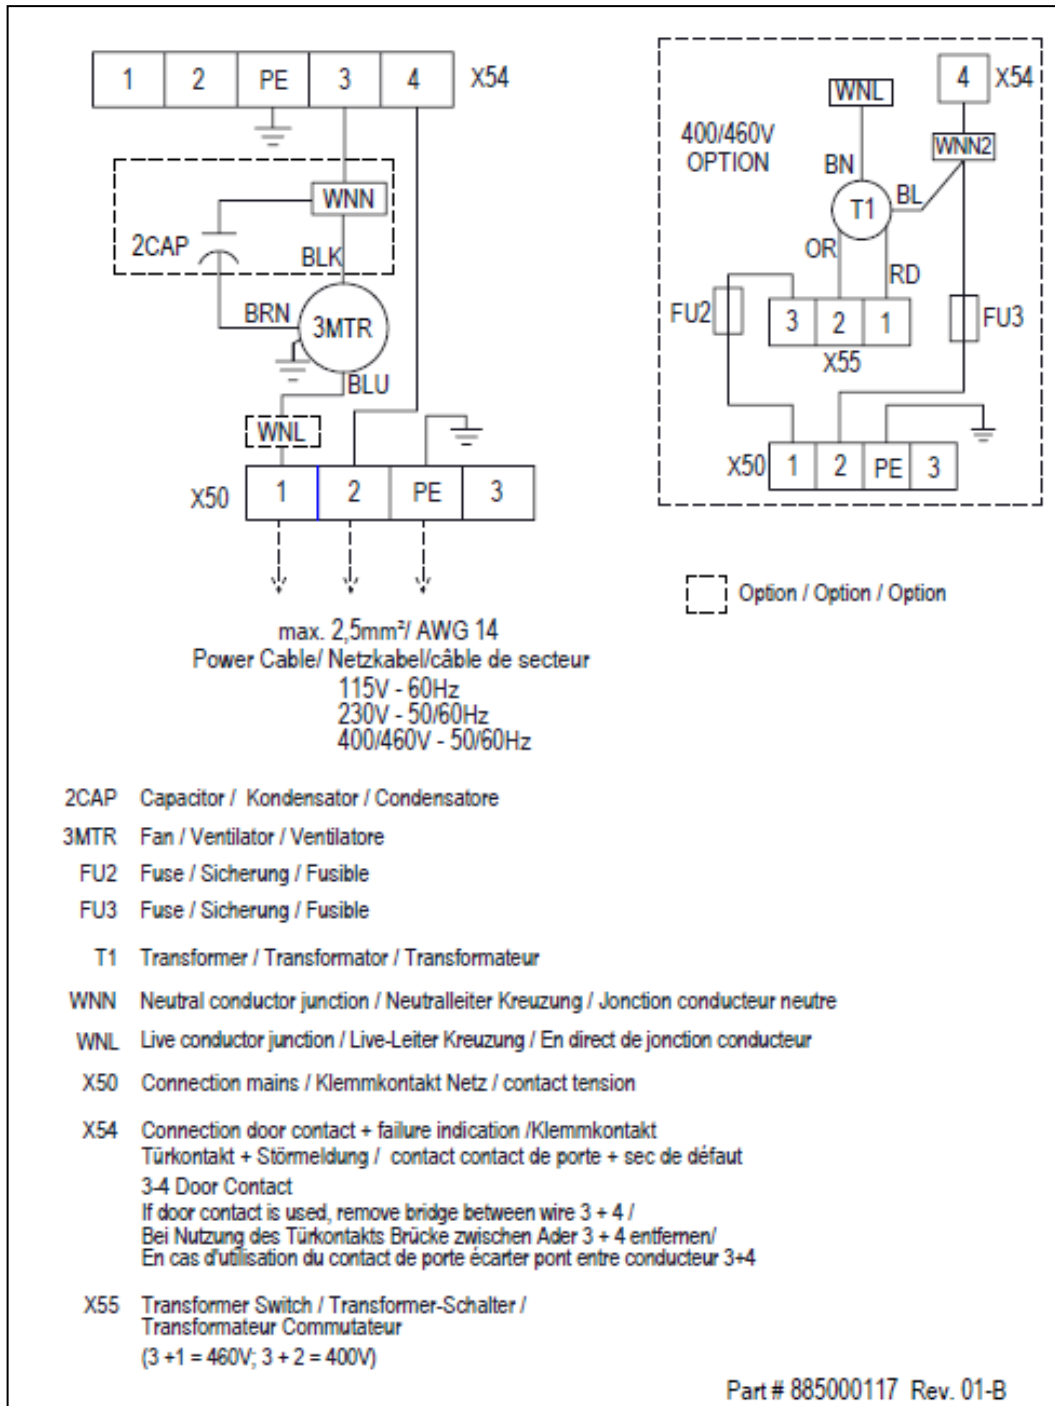 1 2 PE 3 4 X54
WNN
2CAP
BLK
BRN
3MTR
BLU
WNL
X50 1 2 PE 3
max. 2,5mm²/ AWG 14
Power Cable/ Netzkabel/câble de secteur
115V - 60Hz
230V - 50/60Hz
400/460V - 50/60Hz
400/460V
OPTION
WNL
4 X54
WNN2
BN
BL
T1
OR
RD
FU2
3 2 1
FU3
X55
X50 1 2 PE 3
Option / Option / Option
2CAP Capacitor / Kondensator / Condensatore
3MTR Fan / Ventilator / Ventilatore
FU2 Fuse / Sicherung / Fusible
FU3 Fuse / Sicherung / Fusible
T1 Transformer / Transformator / Transformateur
WNN Neutral conductor junction / Neutralleiter Kreuzung / Jonction conducteur neutre
WNL Live conductor junction / Live-Leiter Kreuzung / En direct de jonction conducteur
X50 Connection mains / Klemmkontakt Netz / contact tension
X54 Connection door contact + failure indication /Klemmkontakt
Türkontakt + Störmeldung / contact contact de porte + sec de défaut
3-4 Door Contact
If door contact is used, remove bridge between wire 3 + 4 /
Bei Nutzung des Türkontakts Brücke zwischen Ader 3 + 4 entfernen/
En cas d'utilisation du contact de porte écarter pont entre conducteur 3+4
X55 Transformer Switch / Transformer-Schalter /
Transformateur Commutateur
(3 +1 = 460V; 3 + 2 = 400V)
Part # 885000117 Rev. 01-B